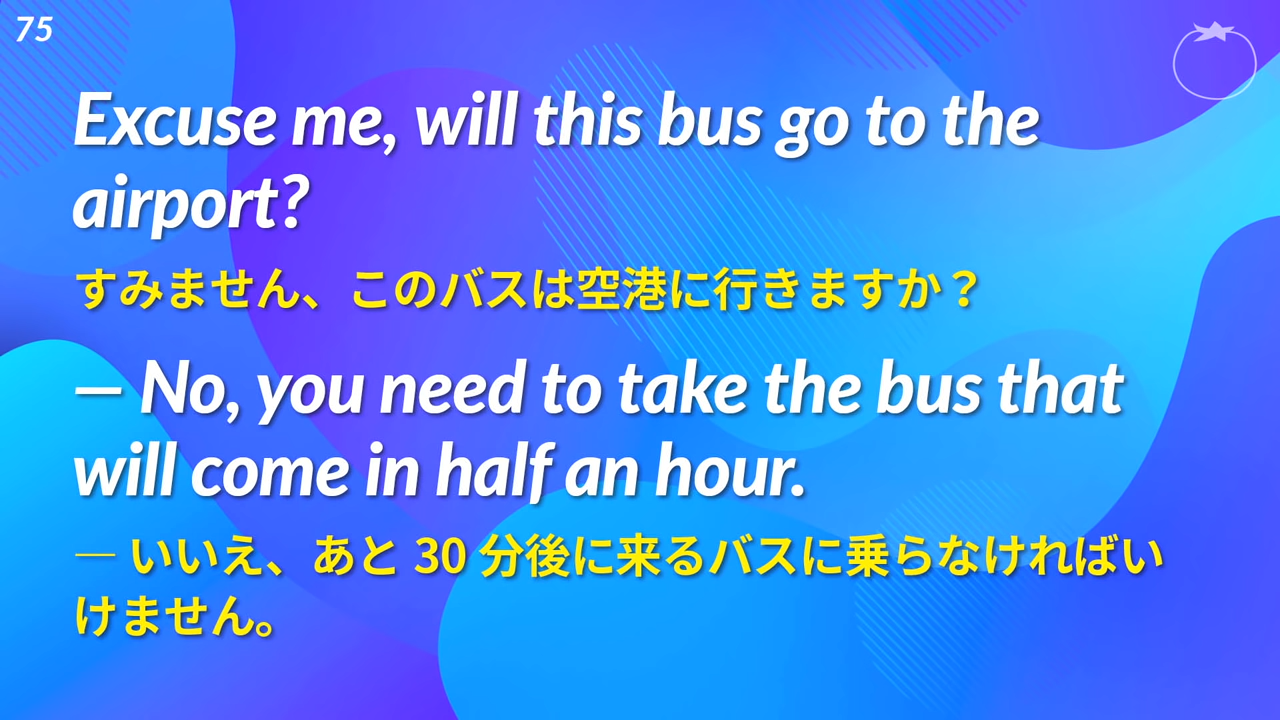 75
Excuse me, will this bus go to the
airport?
すみません、このバスは空港に行きますか？
— No, you need to take the bus that
will come in half an hour.
— いいえ、あと 30 分後に来るバスに乗らなければい
けません。